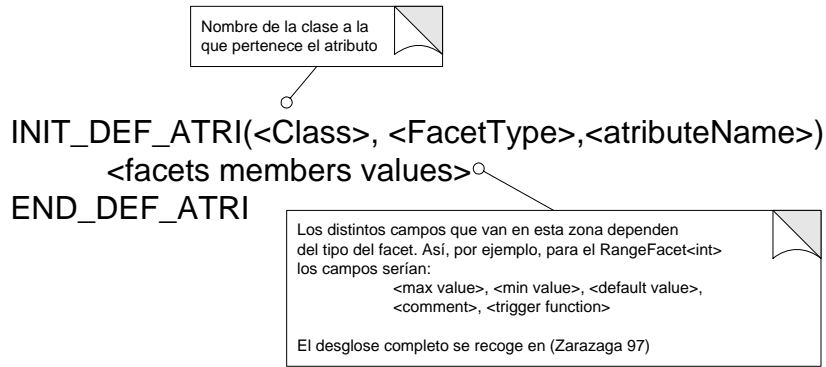 Nombre de la clase a la
que pertenece el atributo
INIT_DEF_ATRI(<Class>, <FacetType>,<atributeName>)
<facets members values>
END_DEF_ATRI
Los distintos campos que van en esta zona dependen
del tipo del facet. Así, por ejemplo, para el RangeFacet<int>
los campos serían:
<max value>, <min value>, <default value>,
<comment>, <trigger function>
El desglose completo se recoge en (Zarazaga 97)